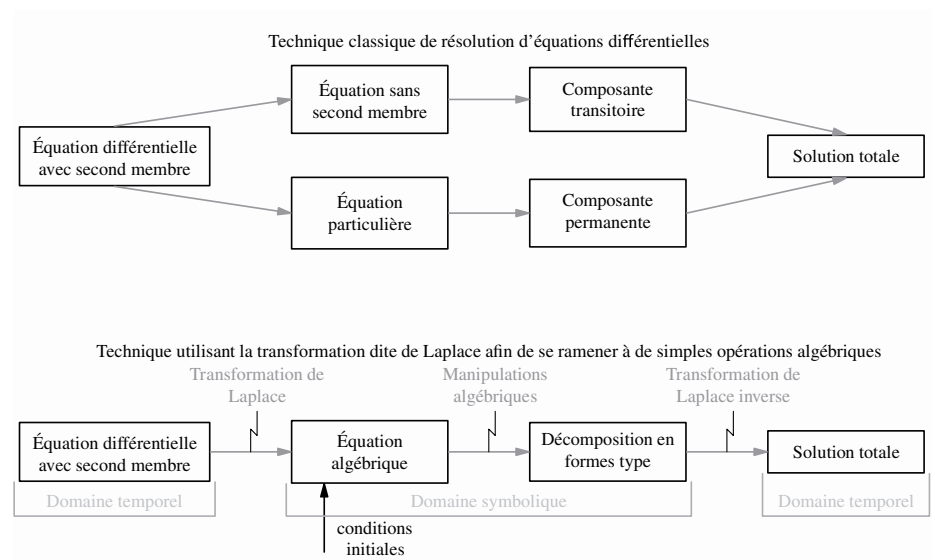 Technique classique de résolution d’équations différentielles
Équation différentielle
avec second membre
Équation sans
second membre
Composante
transitoire
Solution totale
Équation
particulière
Composante
permanente
Technique utilisant la transformation dite de Laplace afin de se ramener à de simples opérations algébriques
Transformation de
Laplace
Manipulations
algébriques
Transformation de
Laplace inverse
Équation différentielle
avec second membre
Équation
algébrique
Décomposition en
formes type
Solution totale
Domaine temporel
Domaine symbolique
Domaine temporel
conditions
initiales